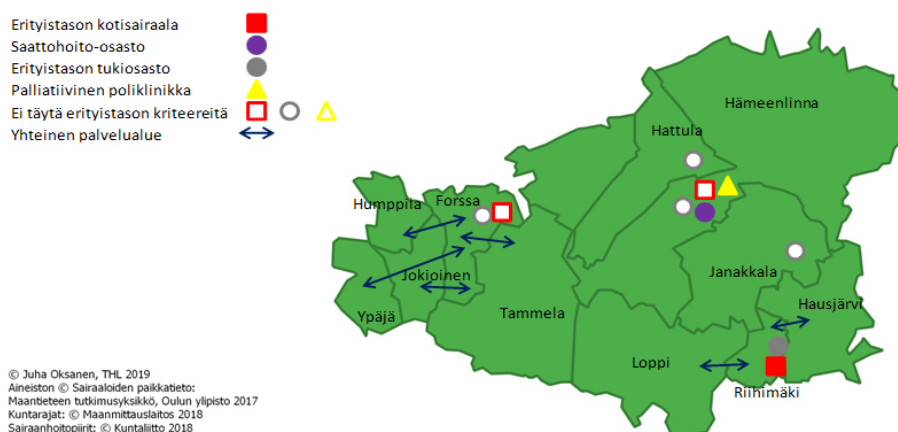 Erityistason kotisairaala
Saattohoito-osasto
Erityistason tukiosasto
Palliatiivinen poliklinikka
Ei täytä erityistason kriteereitä
Yhteinen palvelualue
Hämeenlinna
Hattula
Humppila
Forssa
Jokioinen
Janakkala
Hausjärvi
Ypäjä
Tammela
Loppi
Riihimäki
© Juha Oksanen, THL 2019
Aineiston © Sairaaloiden paikkatieto:
Maantieteen tutkimusyksikkö, Oulun ylipisto 2017
Kuntarajat: © Maanmittauslaitos 2018
Sairaanhoitopiirit: © Kuntaliitto 2018